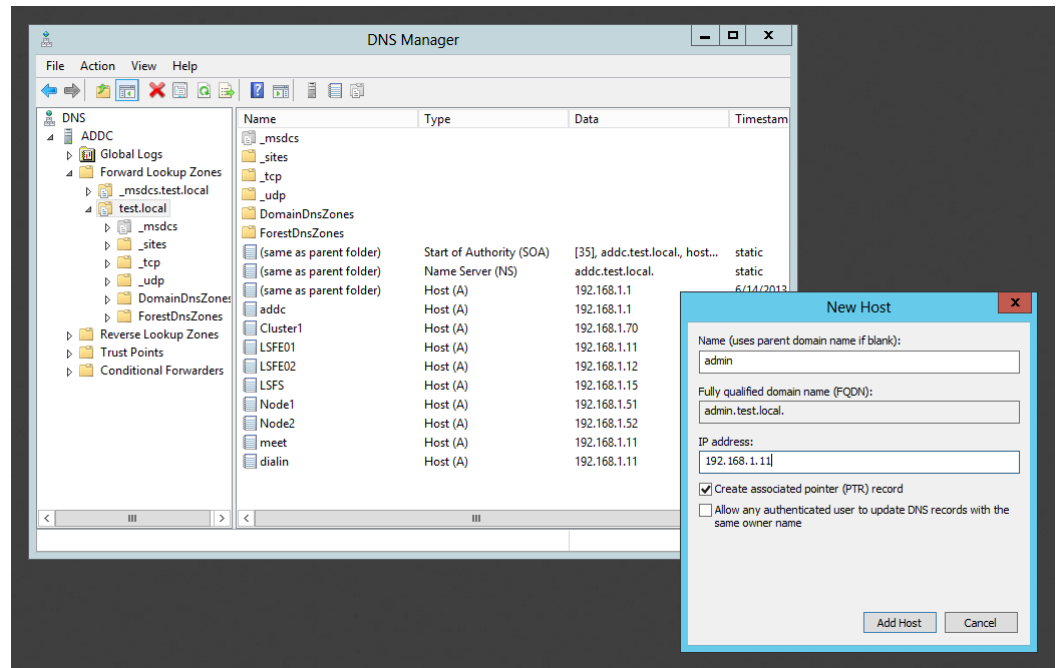 DNS Manager
File Action View Help
DNS
ADDC
Global Logs
Forward Lookup Zones
_msdcs.test.local
test.local
_msdcs
_sites
_tcp
_udp
DomainDnsZones
ForestDnsZones
Reverse Lookup Zones
Trust Points
Conditional Forwarders
Name Type Data Timestam
_msdcs
_sites
_tcp
_udp
DomainDnsZones
ForestDnsZones
(same as parent folder) Start of Authority (SOA) [35], addc.test.local., host... static
(same as parent folder) Name Server (NS) addc.test.local. static
(same as parent folder) Host (A) 192.168.1.1 6/14/2013
addc Host (A) 192.168.1.1
Cluster1 Host (A) 192.168.1.70
LSFE01 Host (A) 192.168.1.11
LSFE02 Host (A) 192.168.1.12
LSFS Host (A) 192.168.1.15
Node1 Host (A) 192.168.1.51
Node2 Host (A) 192.168.1.52
meet Host (A) 192.168.1.11
dialin Host (A) 192.168.1.11
New Host
Name (uses parent domain name if blank):
admin
Fully qualified domain name (FQDN):
admin.test.local.
IP address:
192.168.1.11
Create associated pointer (PTR) record
Allow any authenticated user to update DNS records with the
same owner name
Add Host Cancel